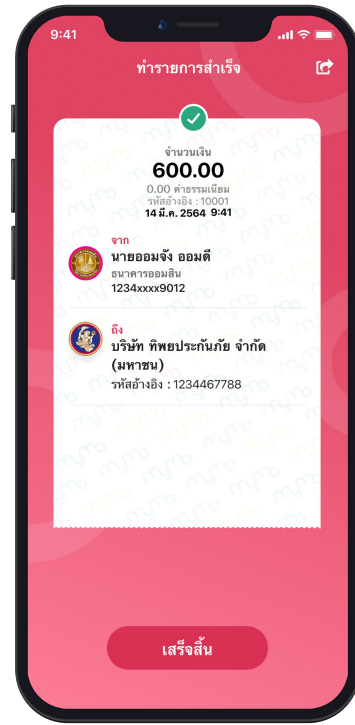 9:41
ทำรายการสำเร็จ
จำนวนเงิน
600.00
0.00 ค่าธรรมเนียม
รหัสอ้างอิง : 10001
14 มี.ค. 2564 9:41
จาก
นายออมจัง ออมดี
ธนาคารออมสิน
1234xxxx9012
ถึง
บริษัท ทิพยประกันภัย จำกัด
(มหาชน)
รหัสอ้างอิง : 1234467788
เสร็จสิ้น